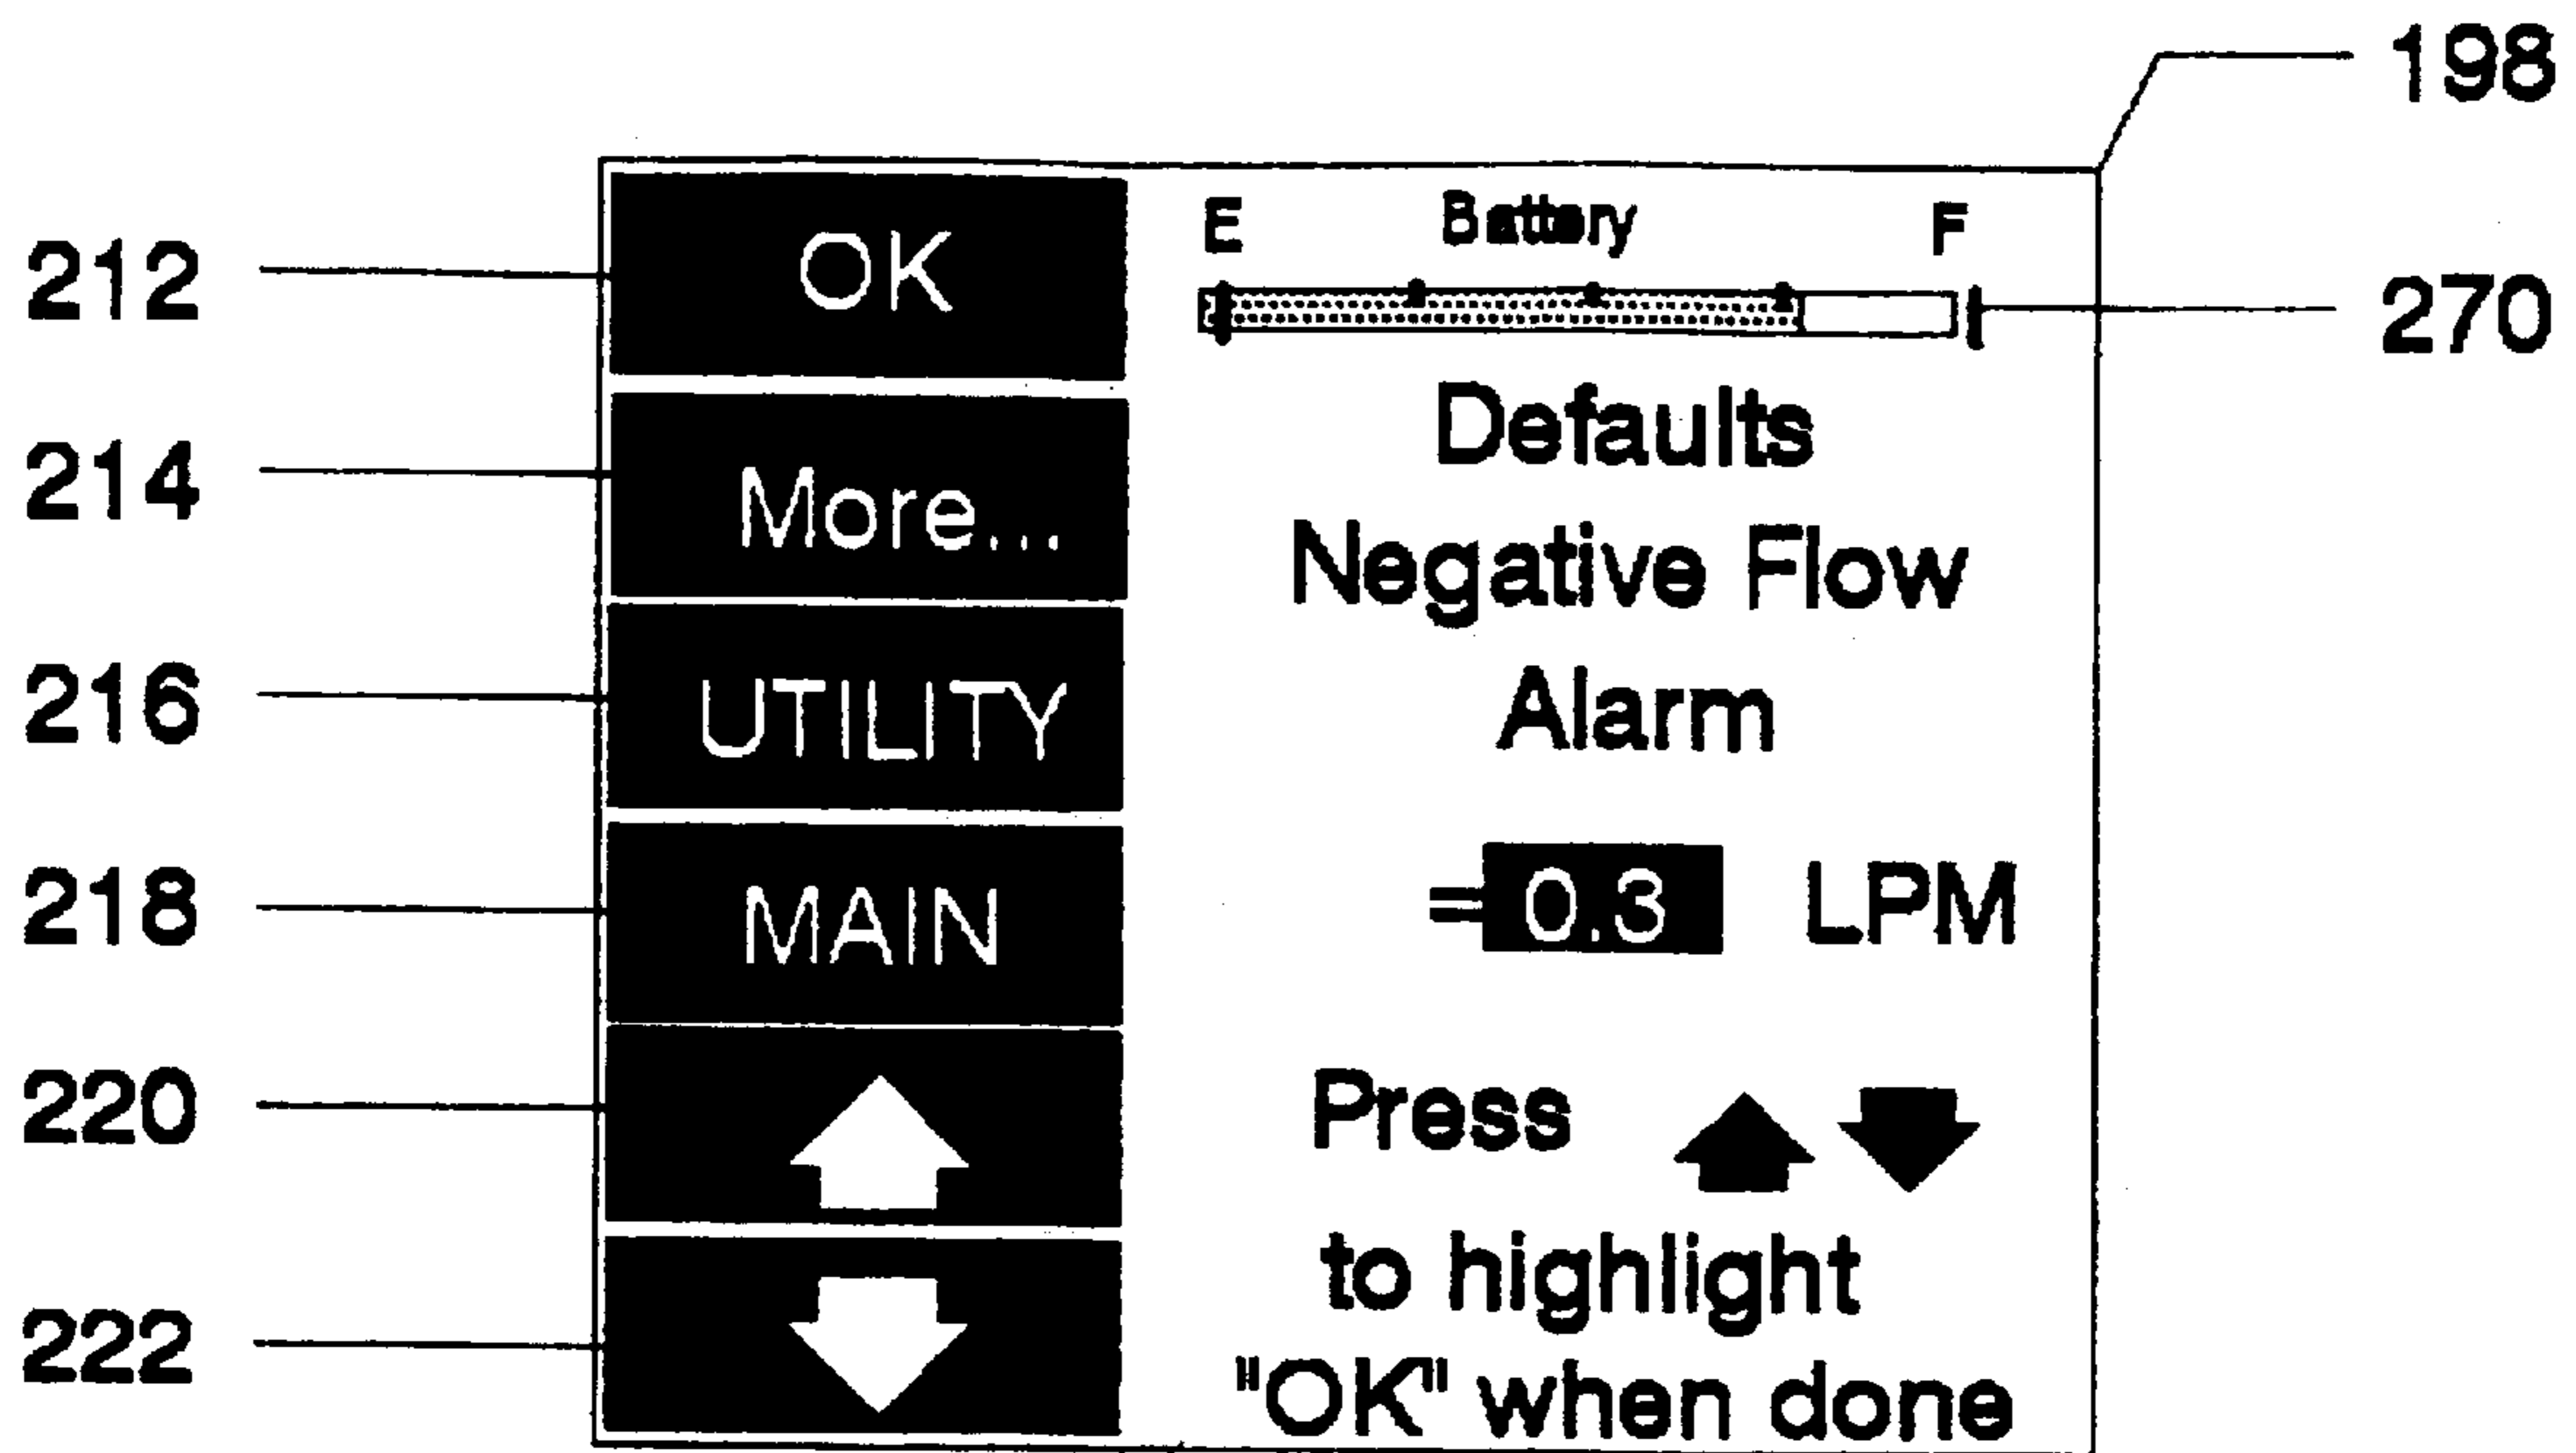 198
212
OK
E Battery F
270
214
More...
Defaults
Negative Flow
Alarm
216
UTILITY
218
MAIN
= 0.3 LPM
220
Press
to highlight
222
"OK" when done